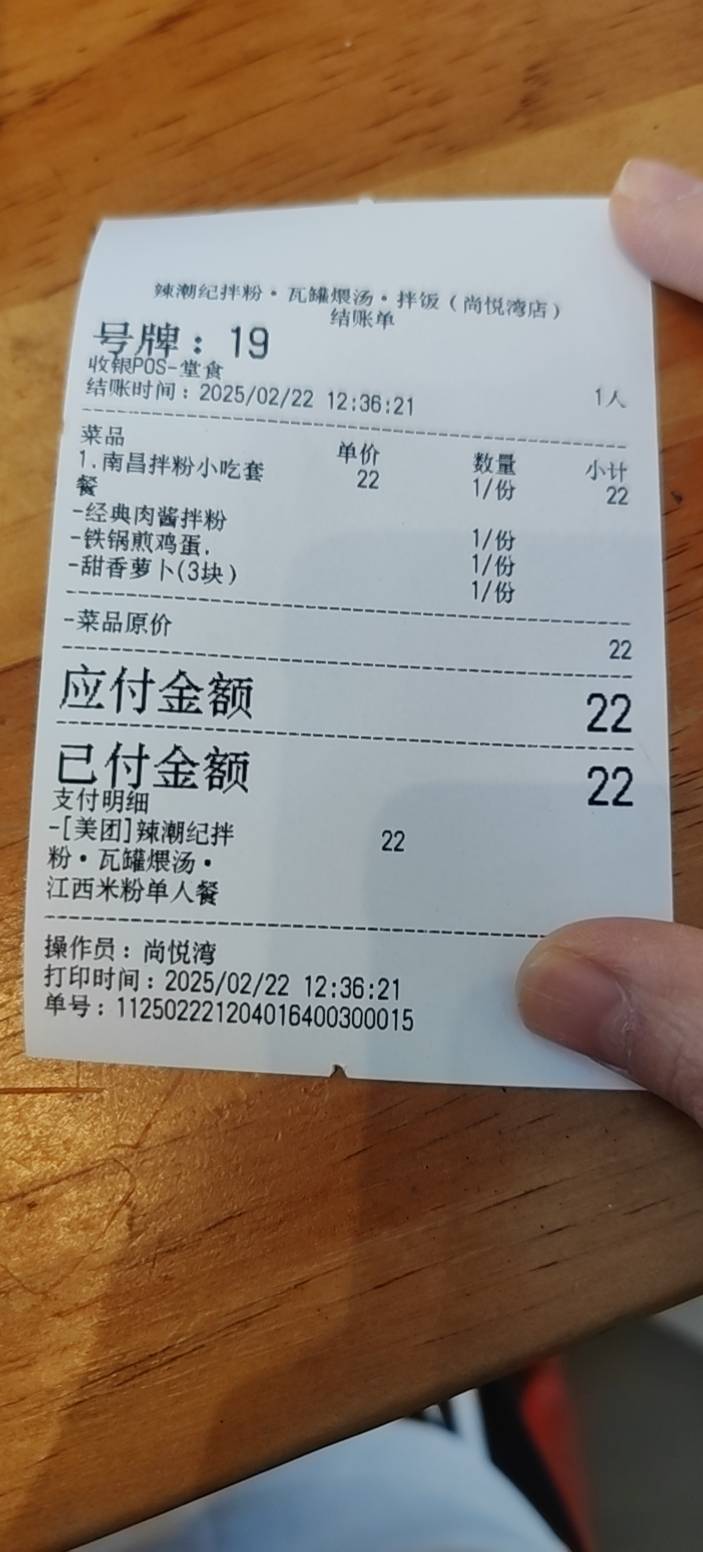 辣潮纪拌粉·瓦罐煨汤·拌饭（尚悦湾店）
结账单
号牌：19
收银POS-堂食
结账时间：2025/02/22 12:36:21 1人
菜品 单价 数量 小计
1.南昌拌粉小吃套 22 1/份 22
餐
-经典肉酱拌粉 1/份
-铁锅煎鸡蛋. 1/份
-甜香萝卜(3块) 1/份
-菜品原价 22
应付金额 22
已付金额 22
支付明细
-[美团]辣潮纪拌 22
粉·瓦罐煨汤·
江西米粉单人餐
操作员：尚悦湾
打印时间：2025/02/22 12:36:21
单号：112502221204016400300015